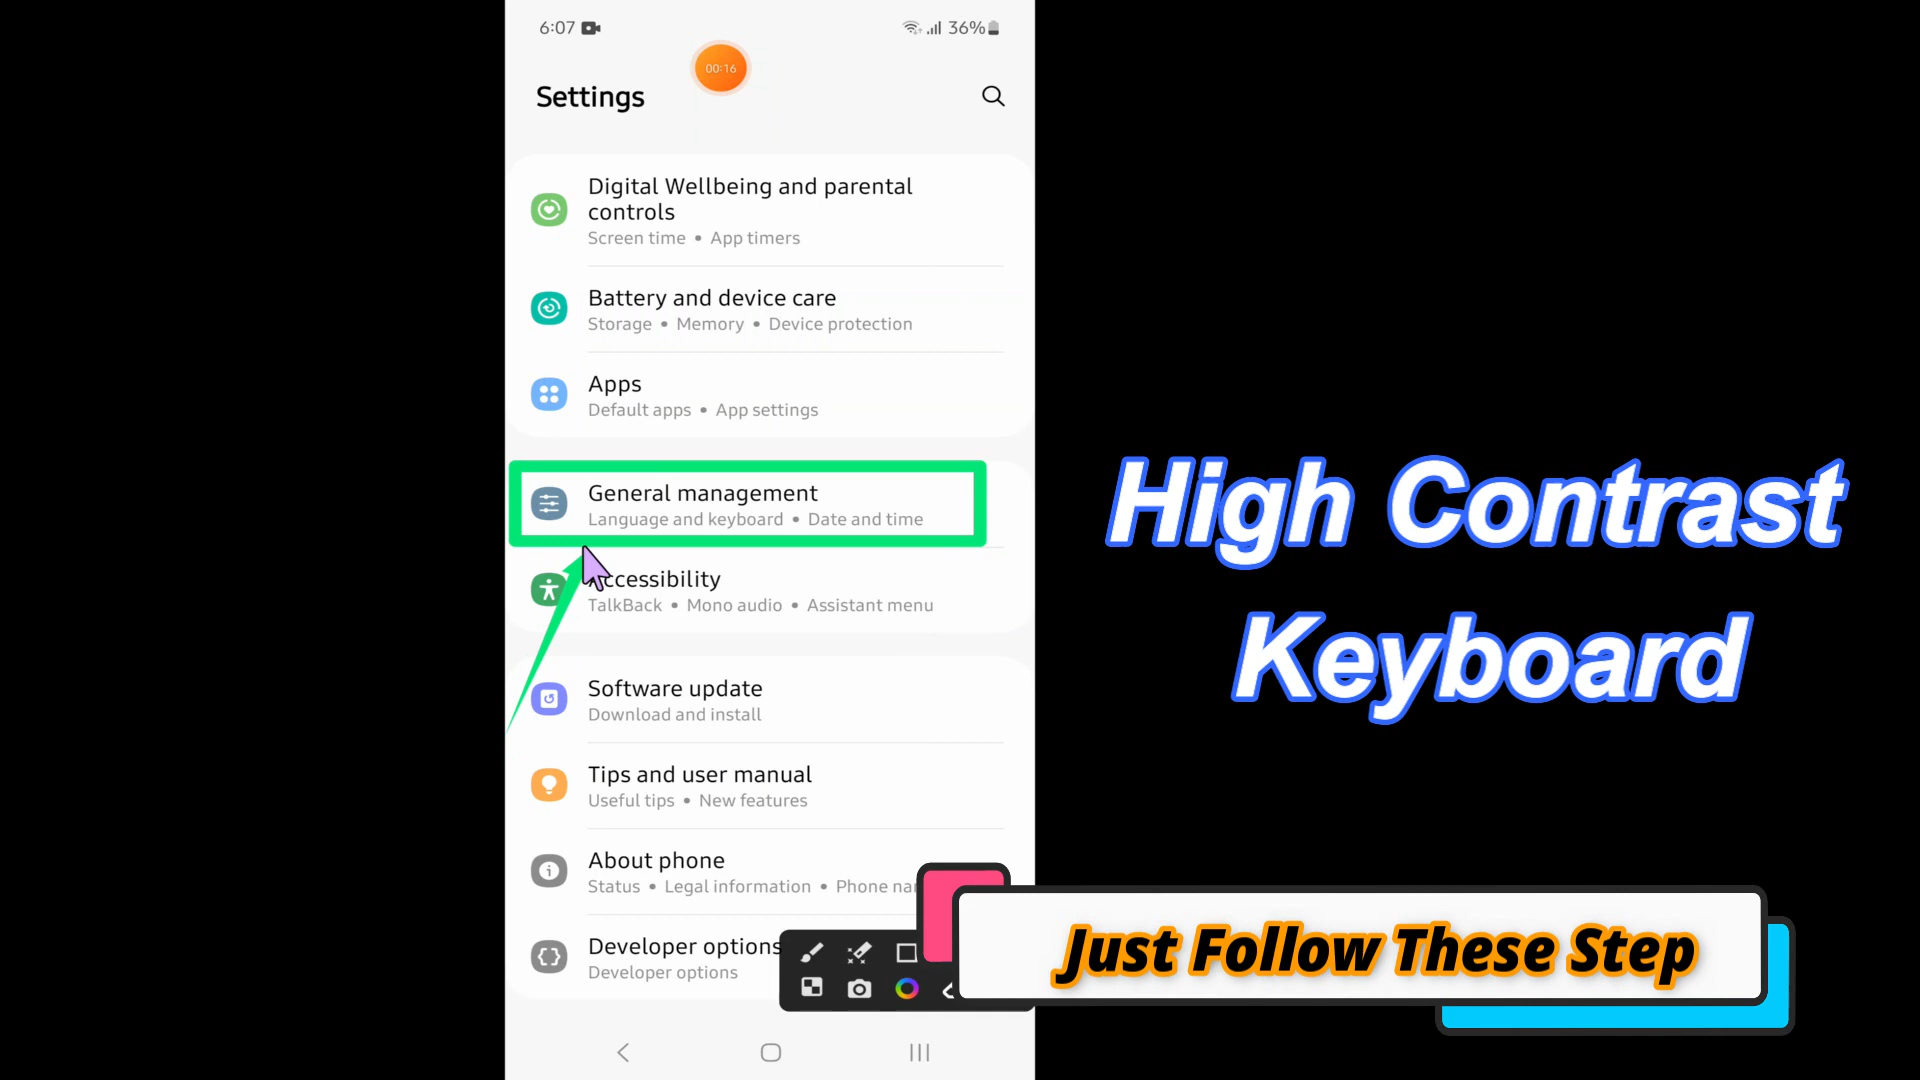 6:07
36%
00:16
Settings
Digital Wellbeing and parental
controls
Screen time • App timers
Battery and device care
Storage • Memory • Device protection
Apps
Default apps • App settings
General management
Language and keyboard • Date and time
Accessibility
TalkBack • Mono audio • Assistant menu
Software update
Download and install
Tips and user manual
Useful tips • New features
About phone
Status • Legal information • Phone
Developer options
Developer options
High Contrast
Keyboard
Just Follow These Step